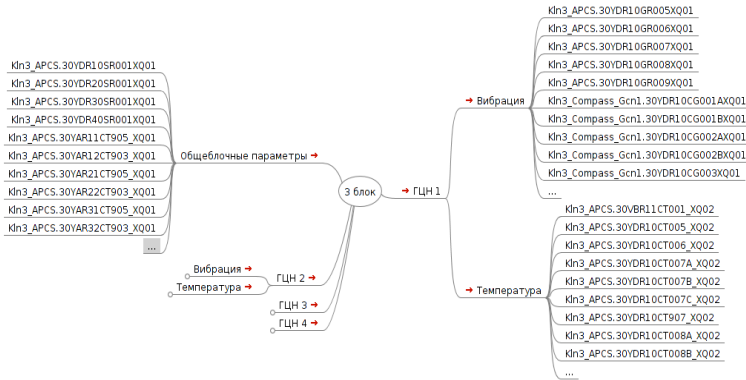 Kln3_APCS.30YDR10SR001XQ01
Kln3_APCS.30YDR20SR001XQ01
Kln3_APCS.30YDR30SR001XQ01
Kln3_APCS.30YDR40SR001XQ01
Kln3_APCS.30YAR11CT905_XQ01
Kln3_APCS.30YAR12CT903_XQ01
Kln3_APCS.30YAR21CT905_XQ01
Kln3_APCS.30YAR22CT903_XQ01
Kln3_APCS.30YAR31CT905_XQ01
Kln3_APCS.30YAR32CT903_XQ01
...
Общеблочные параметры
3 блок
Вибрация
Температура
ГЦН 2
ГЦН 3
ГЦН 4
ГЦН 1
Вибрация
Kln3_APCS.30YDR10GR005XQ01
Kln3_APCS.30YDR10GR006XQ01
Kln3_APCS.30YDR10GR007XQ01
Kln3_APCS.30YDR10GR008XQ01
Kln3_APCS.30YDR10GR009XQ01
Kln3_Compass_Gcn1.30YDR10CG001AXQ01
Kln3_Compass_Gcn1.30YDR10CG001BXQ01
Kln3_Compass_Gcn1.30YDR10CG002AXQ01
Kln3_Compass_Gcn1.30YDR10CG002BXQ01
Kln3_Compass_Gcn1.30YDR10CG003XQ01
...
Температура
Kln3_APCS.30VBR11CT001_XQ02
Kln3_APCS.30YDR10CT005_XQ02
Kln3_APCS.30YDR10CT006_XQ02
Kln3_APCS.30YDR10CT007A_XQ02
Kln3_APCS.30YDR10CT007B_XQ02
Kln3_APCS.30YDR10CT007C_XQ02
Kln3_APCS.30YDR10CT907_XQ02
Kln3_APCS.30YDR10CT008A_XQ02
Kln3_APCS.30YDR10CT008B_XQ02
...